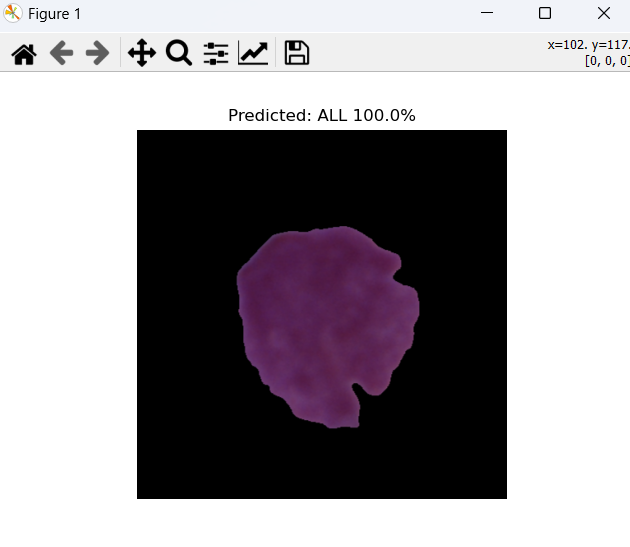 Figure 1
x=102. y=117.
[0, 0, 0]
Predicted: ALL 100.0%